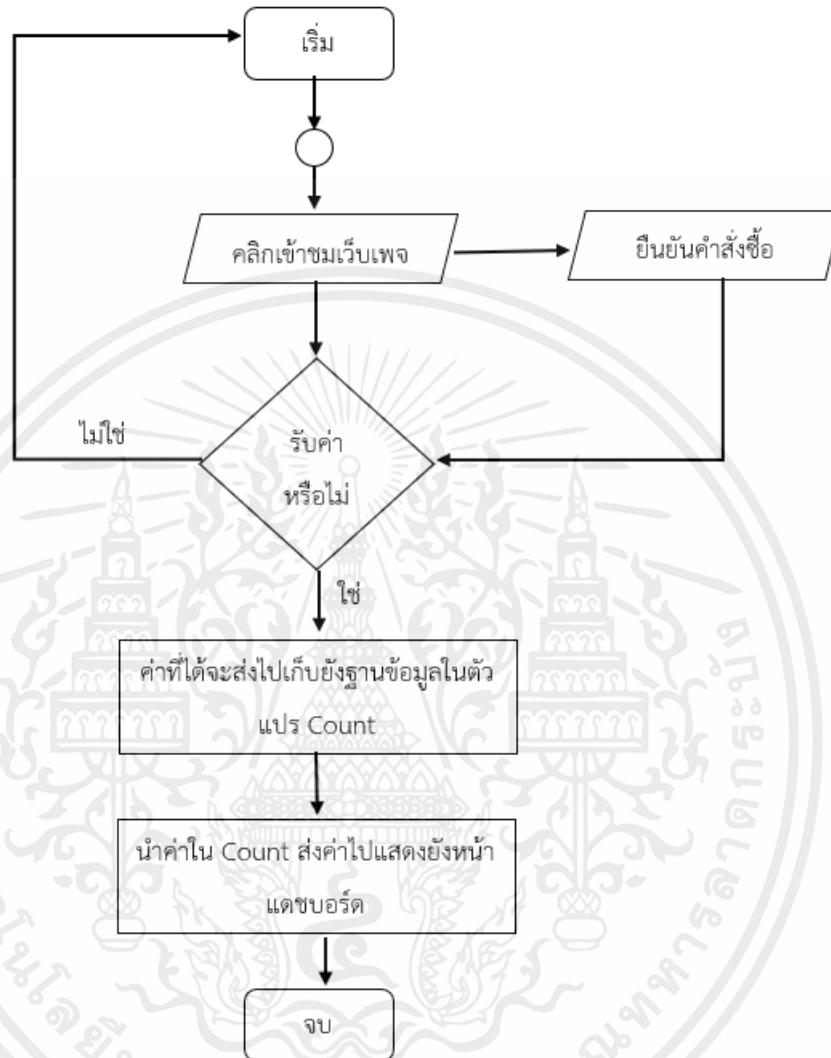 เริ่ม
คลิกเข้าชมเว็บเพจ
ยืนยันคำสั่งซื้อ
ไม่ใช่
รับค่า
หรือไม่
ใช่
ค่าที่ได้จะส่งไปเก็บยังฐานข้อมูลในตัว
แปร Count
นำค่าใน Count ส่งค่าไปแสดงยังหน้า
แดชบอร์ด
จบ